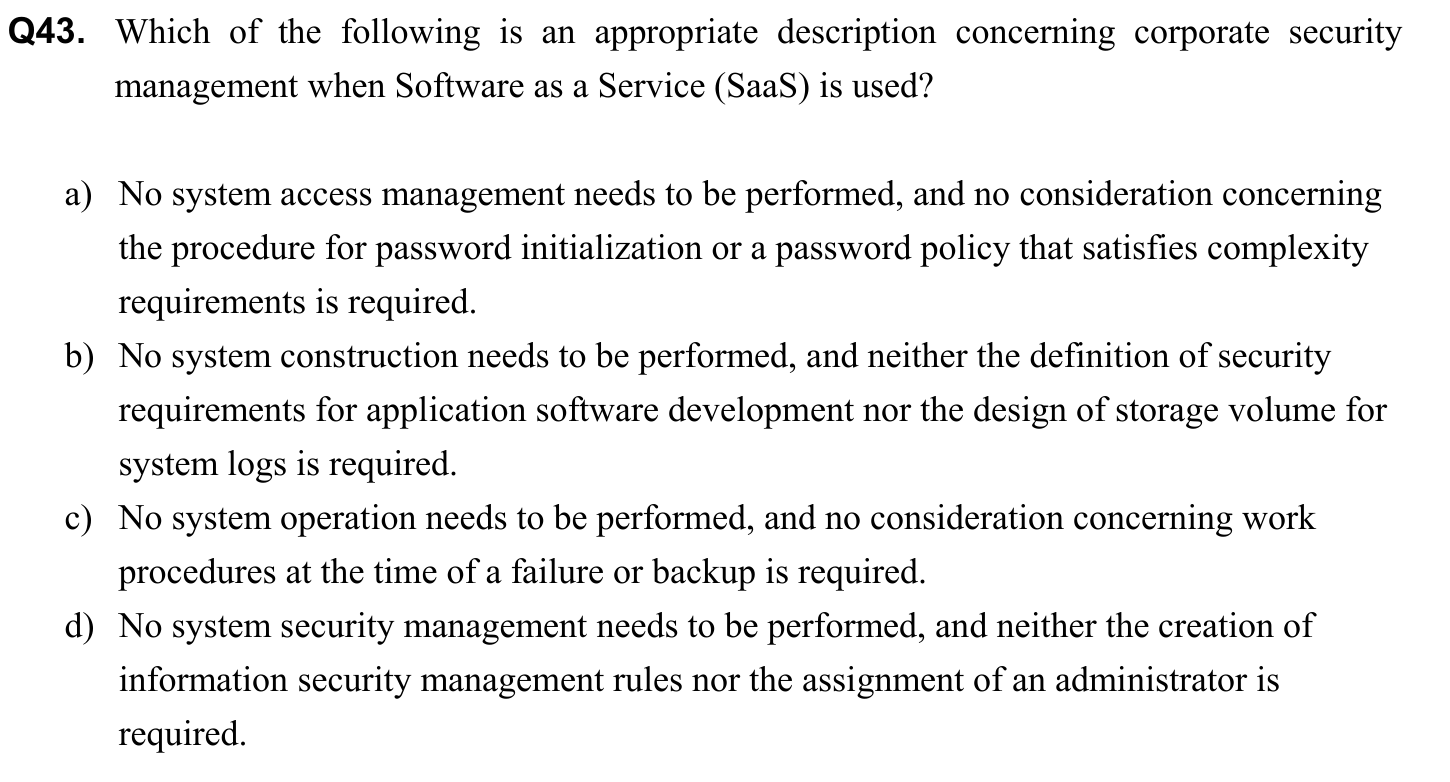 Q43. Which of the following is an appropriate description concerning corporate security
management when Software as a Service (SaaS) is used?
a) No system access management needs to be performed, and no consideration concerning
the procedure for password initialization or a password policy that satisfies complexity
requirements is required.
b) No system construction needs to be performed, and neither the definition of security
requirements for application software development nor the design of storage volume for
system logs is required.
c) No system operation needs to be performed, and no consideration concerning work
procedures at the time of a failure or backup is required.
d) No system security management needs to be performed, and neither the creation of
information security management rules nor the assignment of an administrator is
required.